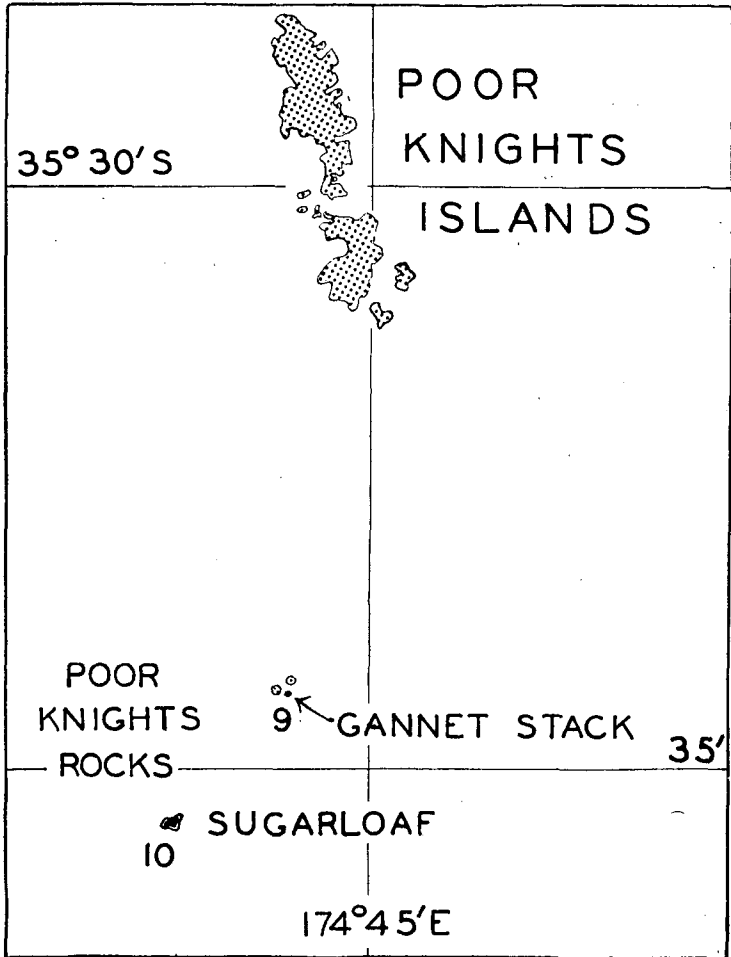 POOR
KNIGHTS
ISLANDS
35° 30′ S
POOR
KNIGHTS
ROCKS
9
GANNET STACK
35′
SUGARLOAF
10
174° 45′ E